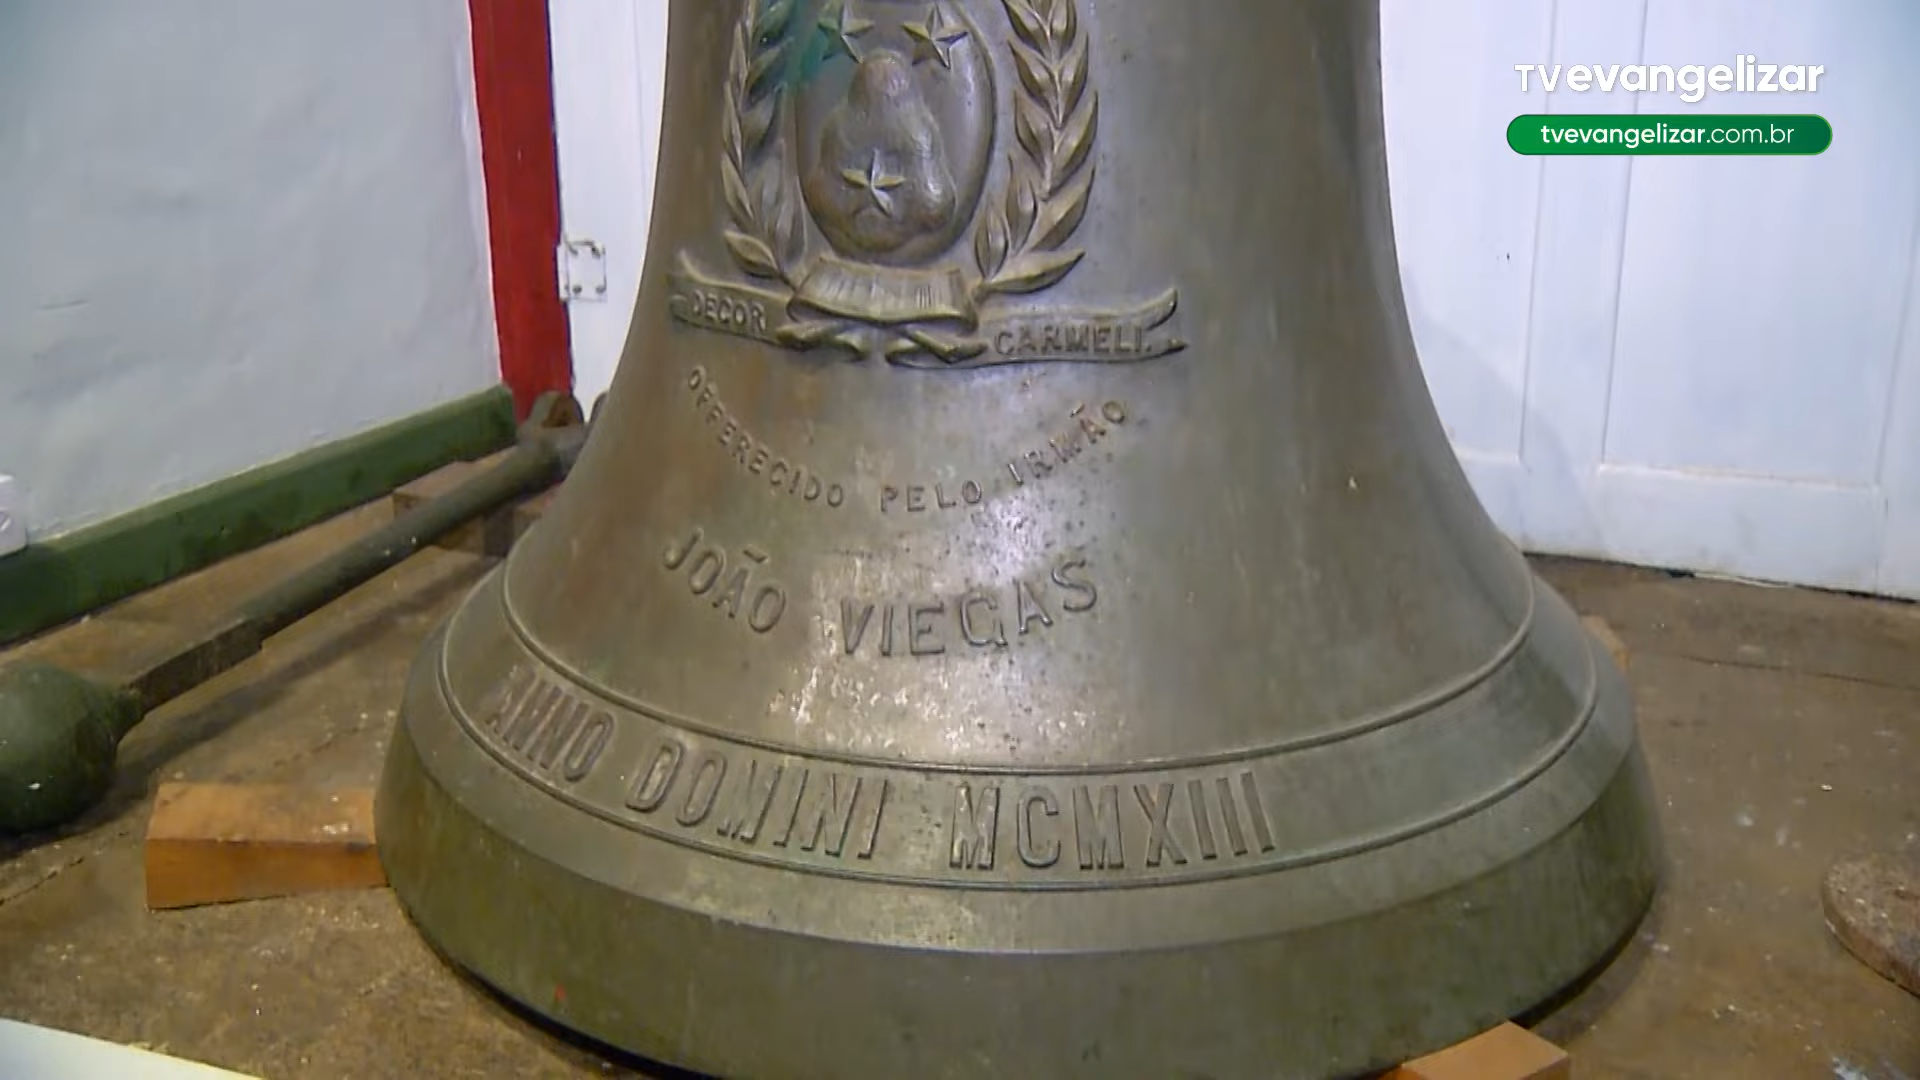 TVevangelizar
tvevangelizar.com.br
DECOR CARMELI.
OFFERECIDO PELO IRMÃO
JOÃO VIEGAS
ANNO DOMINI MCMXIII